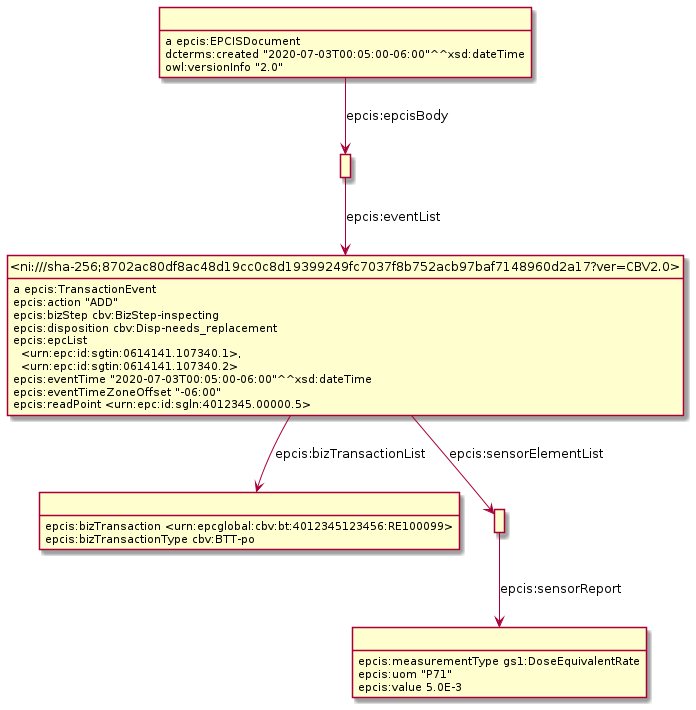 a epcis:EPCISDocument
dcterms:created "2020-07-03T00:05:00-06:00"^^xsd:dateTime
owl:versionInfo "2.0"
epcis:epcisBody
epcis:eventList
<ni:///sha-256;8702ac80df8ac48d19cc0c8d19399249fc7037f8b752acb97baf7148960d2a17?ver=CBV2.0>
a epcis:TransactionEvent
epcis:action "ADD"
epcis:bizStep cbv:BizStep-inspecting
epcis:disposition cbv:Disp-needs_replacement
epcis:epcList
<urn:epc:id:sgtin:0614141.107340.1>,
<urn:epc:id:sgtin:0614141.107340.2>
epcis:eventTime "2020-07-03T00:05:00-06:00"^^xsd:dateTime
epcis:eventTimeZoneOffset "-06:00"
epcis:readPoint <urn:epc:id:sgln:4012345.00000.5>
epcis:bizTransactionList
epcis:sensorElementList
epcis:bizTransaction <urn:epcglobal:cbv:bt:4012345123456:RE100099>
epcis:bizTransactionType cbv:BTT-po
epcis:sensorReport
epcis:measurementType gs1:DoseEquivalentRate
epcis:uom "P71"
epcis:value 5.0E-3